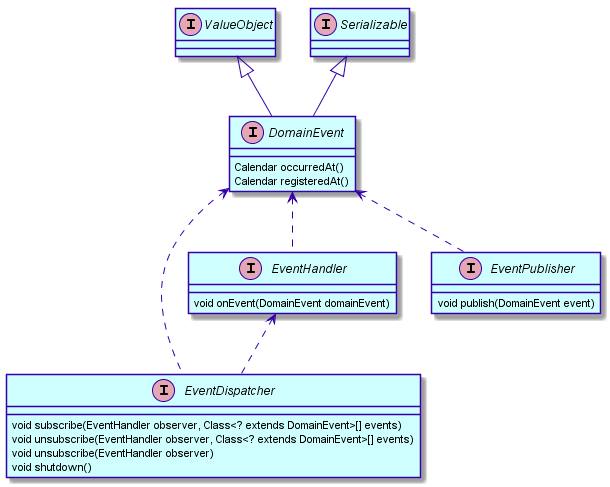 I ValueObject
I Serializable
I DomainEvent
Calendar occurredAt()
Calendar registeredAt()
I EventHandler
void onEvent(DomainEvent domainEvent)
I EventPublisher
void publish(DomainEvent event)
I EventDispatcher
void subscribe(EventHandler observer, Class<? extends DomainEvent>[] events)
void unsubscribe(EventHandler observer, Class<? extends DomainEvent>[] events)
void unsubscribe(EventHandler observer)
void shutdown()